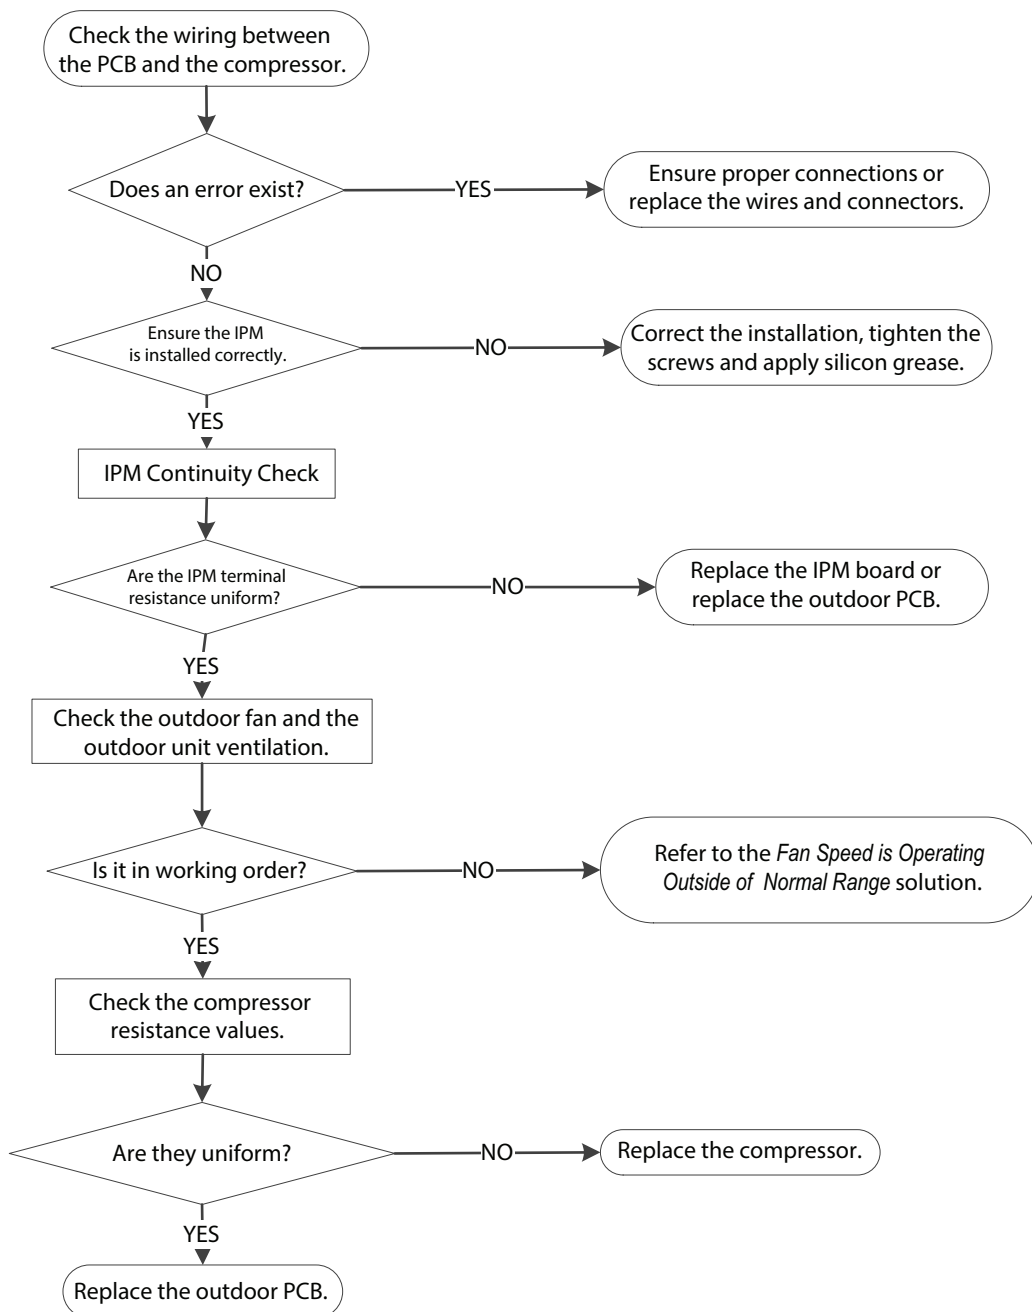 Check the wiring between
the PCB and the compressor.
Does an error exist?
YES
Ensure proper connections or
replace the wires and connectors.
NO
Ensure the IPM
is installed correctly.
NO
Correct the installation, tighten the
screws and apply silicon grease.
YES
IPM Continuity Check
Are the IPM terminal
resistance uniform?
NO
Replace the IPM board or
replace the outdoor PCB.
YES
Check the outdoor fan and the
outdoor unit ventilation.
Is it in working order?
NO
Refer to the Fan Speed is Operating
Outside of Normal Range solution.
YES
Check the compressor
resistance values.
Are they uniform?
NO
Replace the compressor.
YES
Replace the outdoor PCB.